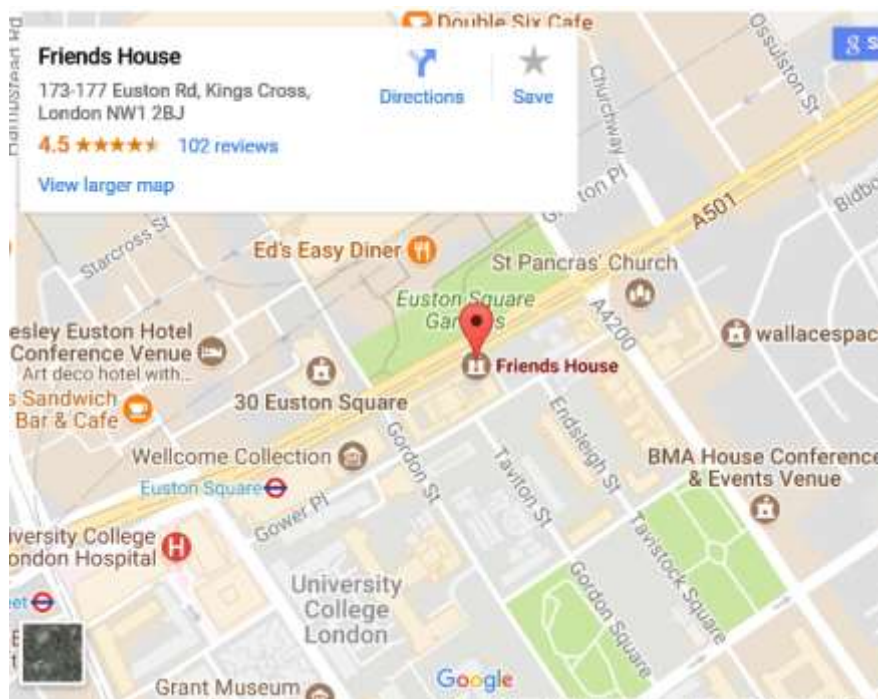 Double Six Cafe
Friends House
173-177 Euston Rd, Kings Cross,
London NW1 2BJ
4.5
102 reviews
View larger map
Directions
Save
Churchway
Ossulston St
A501
Starcross St
Ed's Easy Diner
St Pancras' Church
Euston Square
A4200
esley Euston Hotel
Conference Venue
Art deco hotel with...
wallacespac
Friends House
30 Euston Square
s Sandwich
Bar & Cafe
Wellcome Collection
Euston Square
Gower Pl
Gordon St
Taviton St
Endsleigh St
BMA House Conference
& Events Venue
iversity College
ondon Hospital
Tavistock Square
Gordon Square
University
College
London
Grant Museum
Google